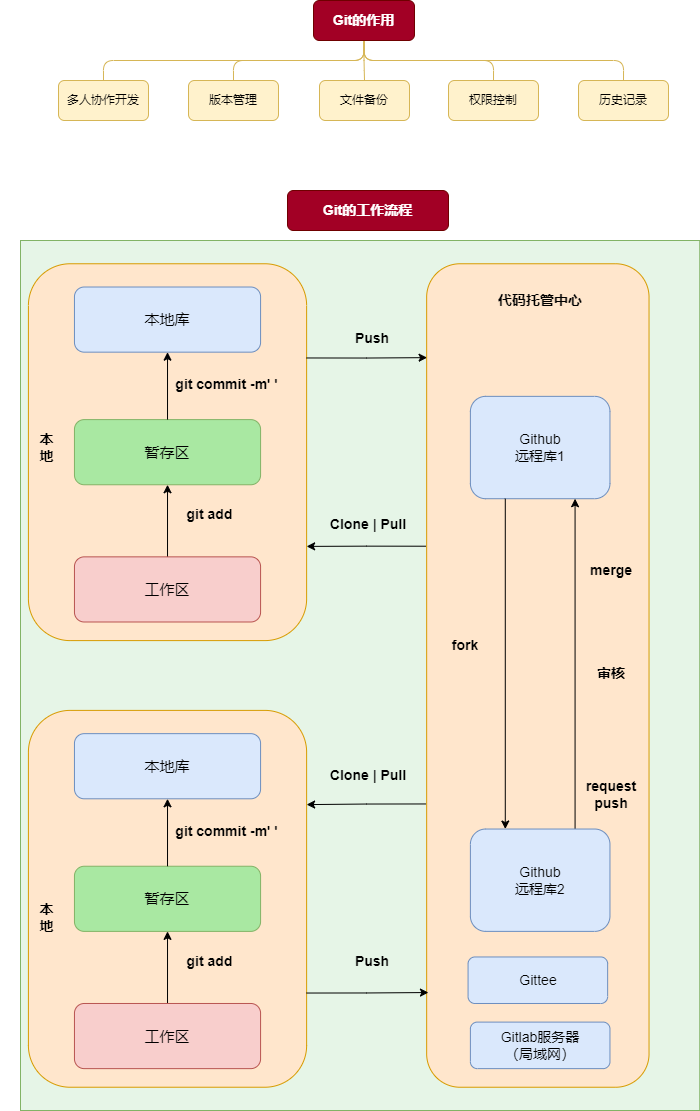 Git的作用
多人协作开发
版本管理
文件备份
权限控制
历史记录
Git的工作流程
本地库
git commit -m' '
暂存区
git add
工作区
本
地
Push
Clone | Pull
代码托管中心
Github
远程库1
fork
merge
审核
request
push
Github
远程库2
Gittee
Gitlab服务器
（局域网）
本地库
git commit -m' '
暂存区
git add
工作区
本
地
Clone | Pull
Push